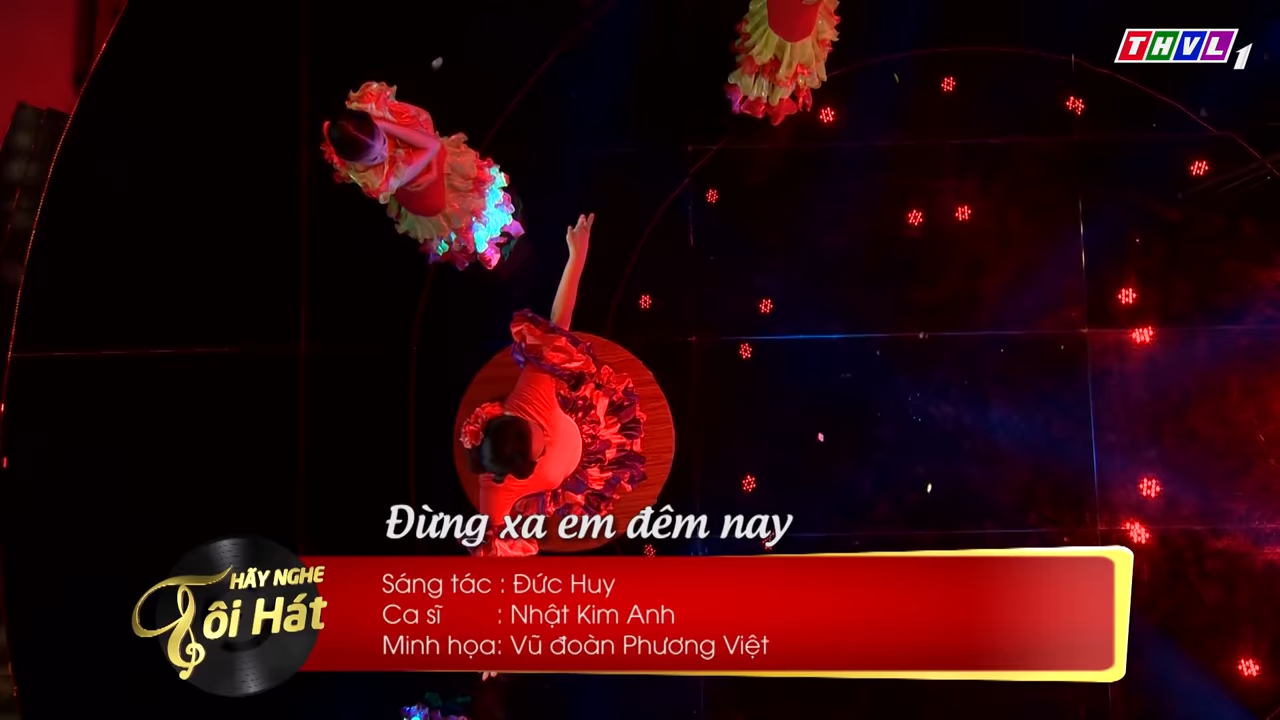 THVL1
Đừng xa em đêm nay
HÃY NGHE
Tôi Hát
Sáng tác : Đức Huy
Ca sĩ : Nhật Kim Anh
Minh họa: Vũ đoàn Phương Việt